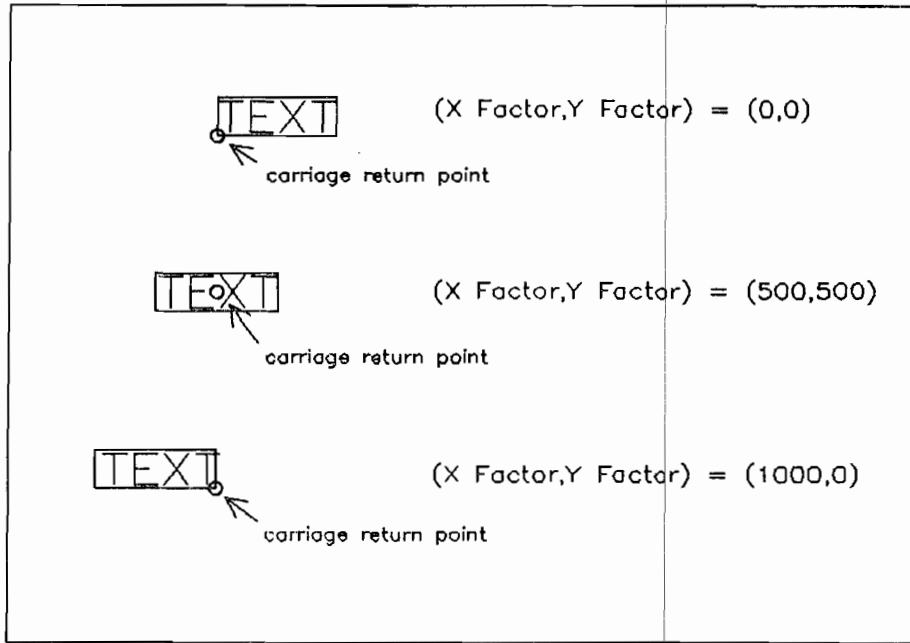 TEXT (X Factor,Y Factor) = (0,0)
carriage return point
TEXT (X Factor,Y Factor) = (500,500)
carriage return point
TEXT (X Factor,Y Factor) = (1000,0)
carriage return point